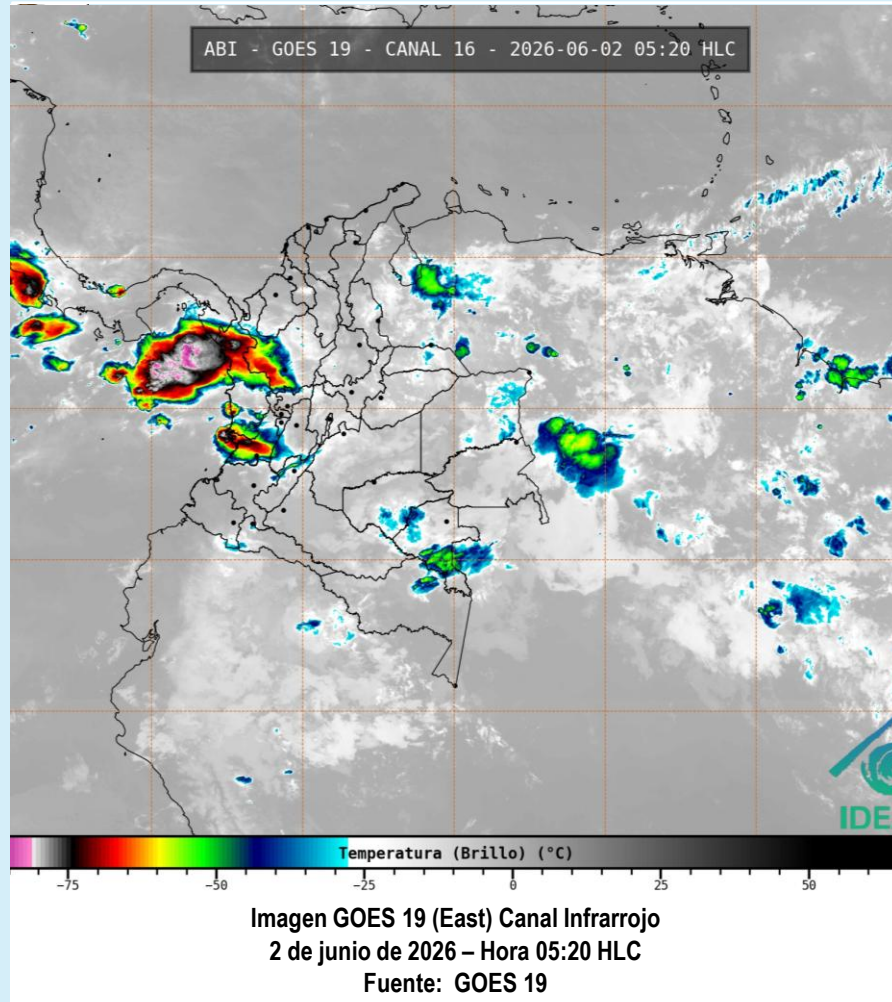 ABI - GOES 19 - CANAL 16 - 2026-06-02 05:20 HLC
IDE
Temperatura (Brillo) (°C)
−75 −50 −25 0 25 50
Imagen GOES 19 (East) Canal Infrarrojo
2 de junio de 2026 – Hora 05:20 HLC
Fuente: GOES 19